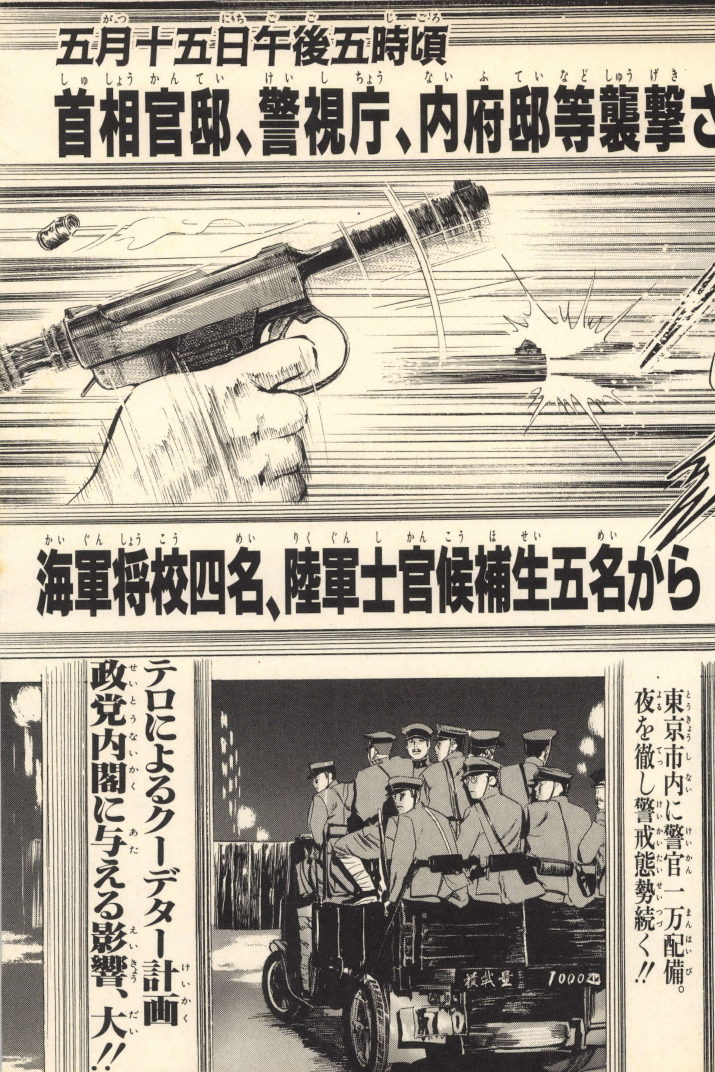 五月十五日午後五時頃
首相官邸、警視庁、内府邸等襲撃さ
海軍将校四名、陸軍士官候補生五名から
東京市内に警官一万配備。
夜を徹し警戒態勢続く!!
テロによるクーデター計画
政党内閣に与える影響、大!!
積載量 1000